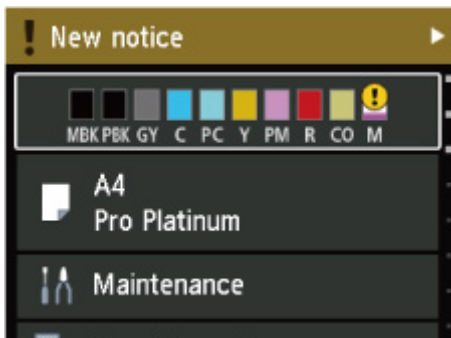 New notice
MBK PBK GY C PC Y PM R CO M
A4
Pro Platinum
Maintenance